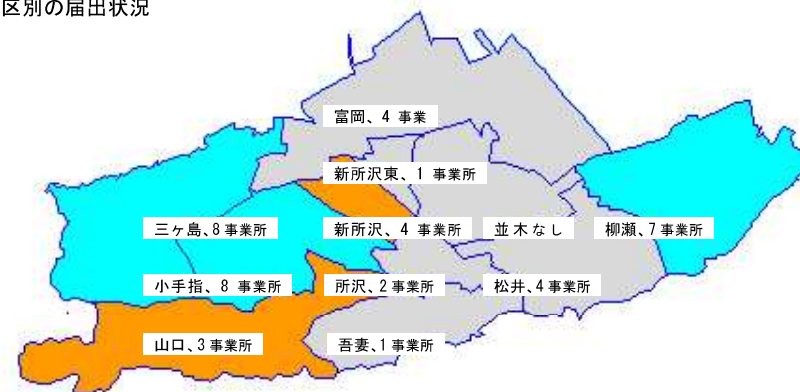 区別の届出状況
富岡、4 事業
新所沢東、1 事業所
三ヶ島、8事業所
新所沢、4 事業所
並木なし
柳瀬、7事業所
小手指、8 事業所
所沢、2事業所
松井、4事業所
山口、3事業所
吾妻、1事業所